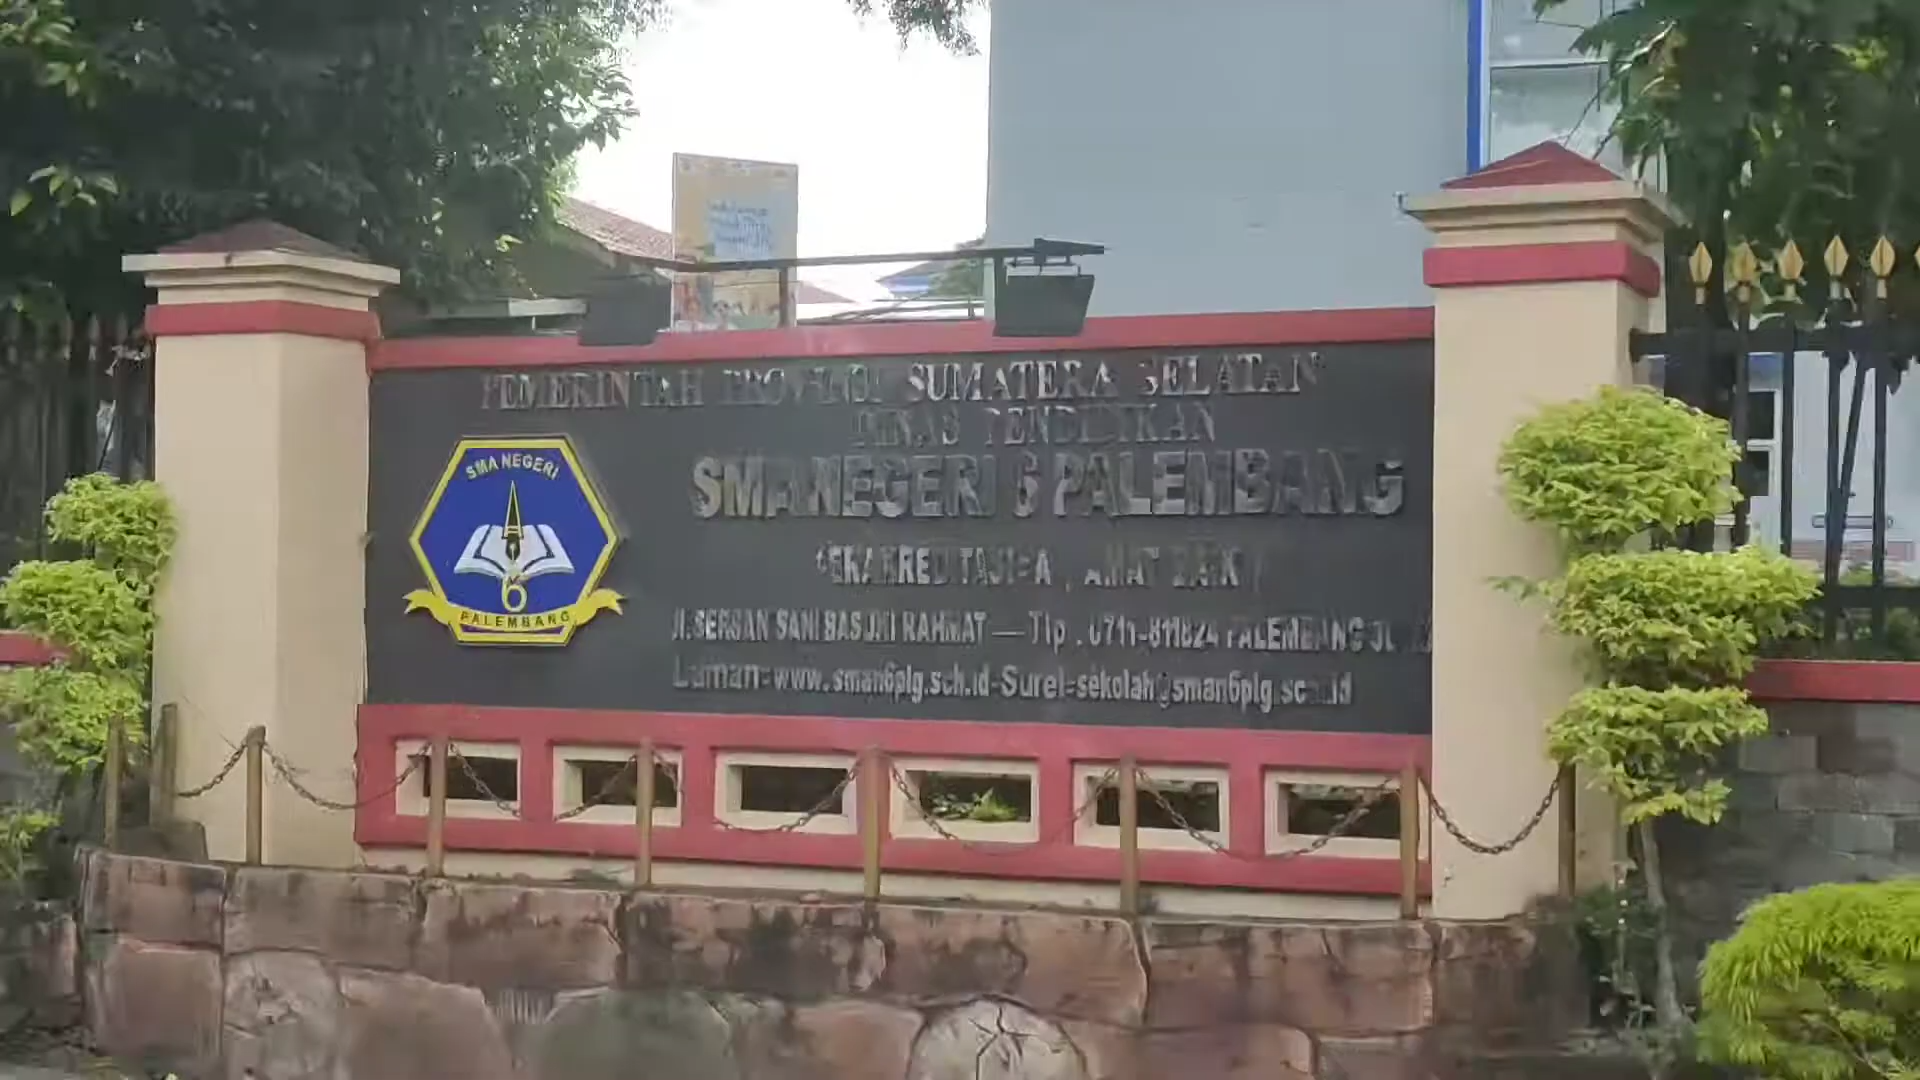 PEMERINTAH PROVINSI SUMATERA SELATAN
DINAS PENDIDIKAN
SMA NEGERI 6 PALEMBANG
SMA NEGERI
6
PALEMBANG
TERAKREDITASI = A
Jl. SERSAN SANI BASUKI RAHMAT — Tlp . 0711-811824 PALEMBANG
Laman=www.sman6plg.sch.id-Surel=sekolah@sman6plg.sch.id